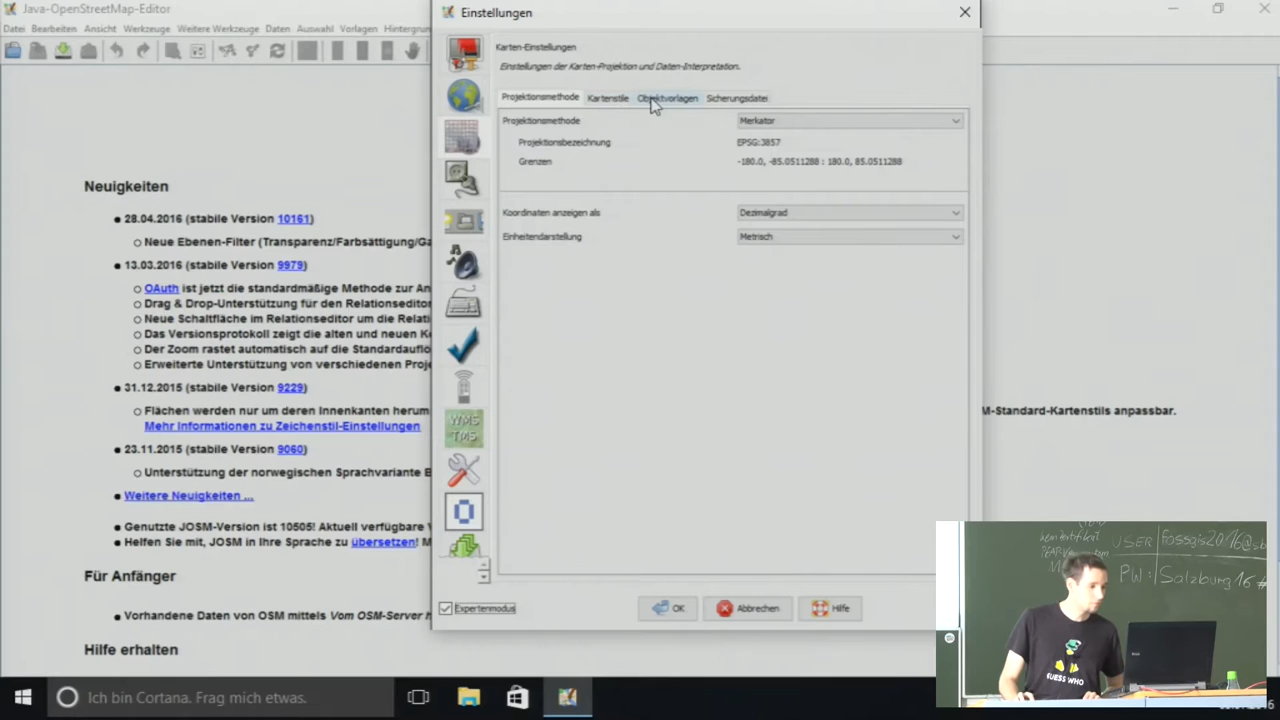 Java-OpenStreetMap-Editor
Datei Bearbeiten Ansicht Werkzeuge Weitere Werkzeuge Daten Auswahl Vorlagen Hintergrun
Neuigkeiten
28.04.2016 (stabile Version 10161)
Neue Ebenen-Filter (Transparenz/Farbsättigung/Ga
13.03.2016 (stabile Version 9979)
OAuth ist jetzt die standardmäßige Methode zur An
Drag & Drop-Unterstützung für den Relationseditor
Neue Schaltfläche im Relationseditor um die Relati
Das Versionsprotokoll zeigt die alten und neuen Ko
Der Zoom rastet automatisch auf die Standardauflö
Erweiterte Unterstützung von verschiedenen Proje
31.12.2015 (stabile Version 9229)
Flächen werden nur um deren Innenkanten herum
M-Standard-Kartenstils anpassbar.
Mehr Informationen zu Zeichenstil-Einstellungen
23.11.2015 (stabile Version 9060)
Unterstützung der norwegischen Sprachvariante B
Weitere Neuigkeiten ...
Genutzte JOSM-Version ist 10505! Aktuell verfügbare V
Helfen Sie mit, JOSM in Ihre Sprache zu übersetzen! M
Für Anfänger
Vorhandene Daten von OSM mittels Vom OSM-Server h
Hilfe erhalten
Einstellungen
Karten-Einstellungen
Einstellungen der Karten-Projektion und Daten-Interpretation.
Projektionsmethode Kartenstile Objektvorlagen Sicherungsdatei
Projektionsmethode Merkator
Projektionsbezeichnung EPSG:3857
Grenzen -180.0, -85.0511288 : 180.0, 85.0511288
Koordinaten anzeigen als Dezimalgrad
Einheitendarstellung Metrisch
WMS
TMS
Expertenmodus
OK Abbrechen Hilfe
USER fossgis2016@sb
PW: Salzburg16#
GUESS WHO
Ich bin Cortana. Frag mich etwas.